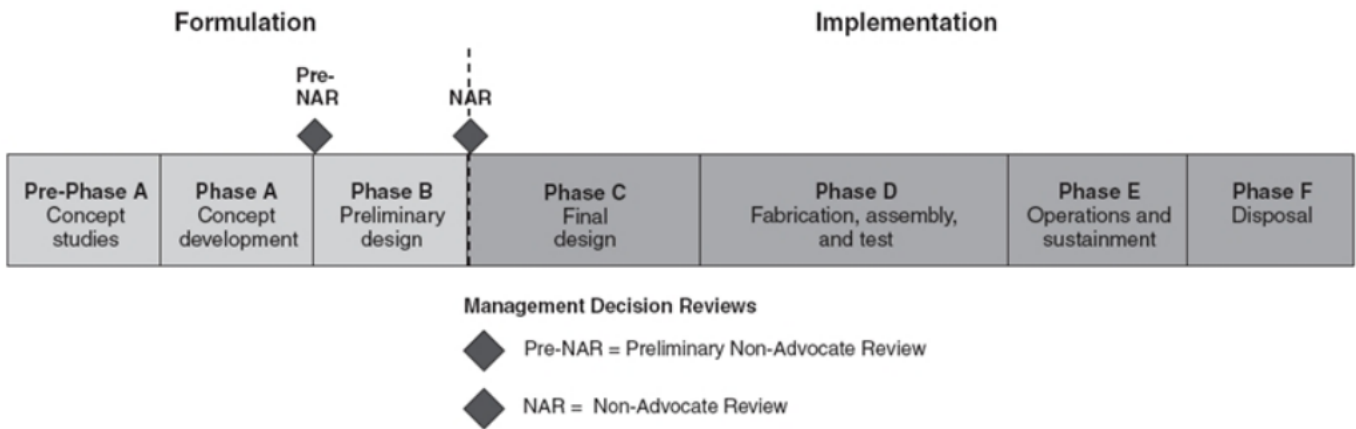 Formulation
Implementation
Pre-
NAR
NAR
Pre-Phase A
Concept
studies
Phase A
Concept
development
Phase B
Preliminary
design
Phase C
Final
design
Phase D
Fabrication, assembly,
and test
Phase E
Operations and
sustainment
Phase F
Disposal
Management Decision Reviews
Pre-NAR = Preliminary Non-Advocate Review
NAR = Non-Advocate Review